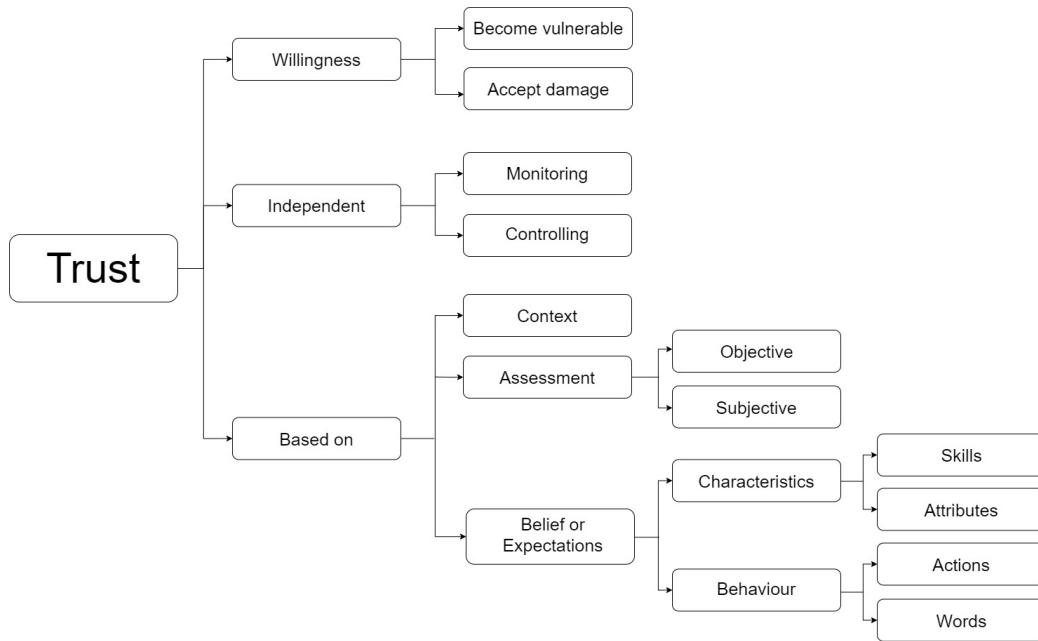 Trust
Willingness
Become vulnerable
Accept damage
Independent
Monitoring
Controlling
Based on
Context
Assessment
Objective
Subjective
Belief or
Expectations
Characteristics
Skills
Attributes
Behaviour
Actions
Words